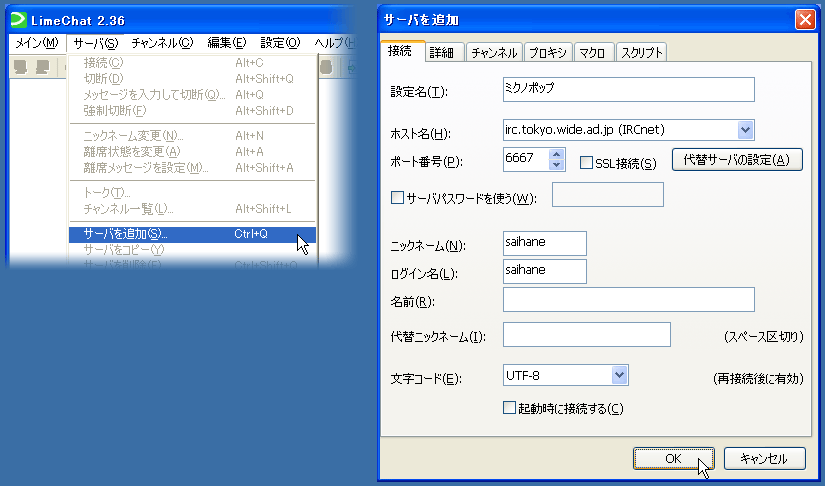 LimeChat 2.36
メイン(M) サーバ(S) チャンネル(C) 編集(E) 設定(O) ヘルプ(H
接続(C) Alt+C
切断(D) Alt+Shift+Q
メッセージを入力して切断(Q)... Alt+Q
強制切断(F) Alt+Shift+D
ニックネーム変更(N)... Alt+N
離席状態を変更(A) Alt+A
離席メッセージを設定(M)... Alt+Shift+A
トーク(T)...
チャンネル一覧(L)... Alt+Shift+L
サーバを追加(S)... Ctrl+Q
サーバをコピー(Y)
サーバを追加
接続 詳細 チャンネル プロキシ マクロ スクリプト
設定名(T): ミクノポップ
ホスト名(H): irc.tokyo.wide.ad.jp (IRCnet)
ポート番号(P): 6667 SSL接続(S) 代替サーバの設定(A)
サーバパスワードを使う(W):
ニックネーム(N): saihane
ログイン名(L): saihane
名前(R):
代替ニックネーム(I): (スペース区切り)
文字コード(E): UTF-8 (再接続後に有効)
起動時に接続する(C)
OK キャンセル